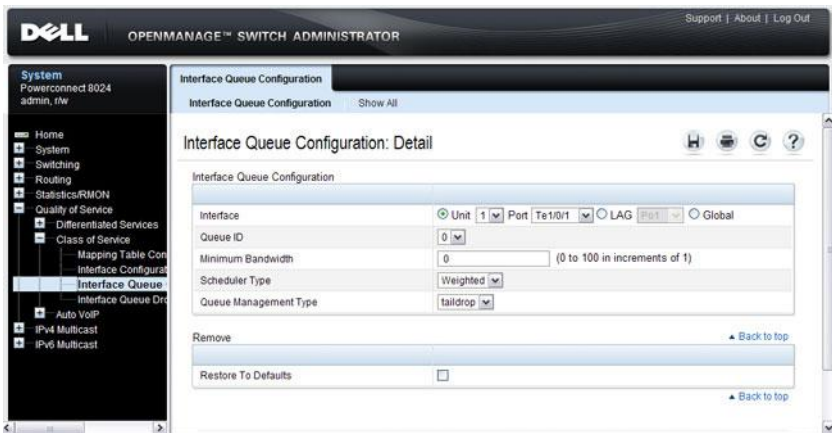 Support | About | Log Out
DELL OPENMANAGE™ SWITCH ADMINISTRATOR
System
Powerconnect 8024
admin, r/w
Home
System
Switching
Routing
Statistics/RMON
Quality of Service
Differentiated Services
Class of Service
Mapping Table Con
Interface Configurat
Interface Queue
Interface Queue Dro
Auto VoIP
IPv4 Multicast
IPv6 Multicast
Interface Queue Configuration
Interface Queue Configuration Show All
Interface Queue Configuration: Detail
Interface Queue Configuration
Interface Unit 1 Port Te1/0/1 LAG Po1 Global
Queue ID 0
Minimum Bandwidth 0 (0 to 100 in increments of 1)
Scheduler Type Weighted
Queue Management Type taildrop
Remove Back to top
Restore To Defaults
Back to top